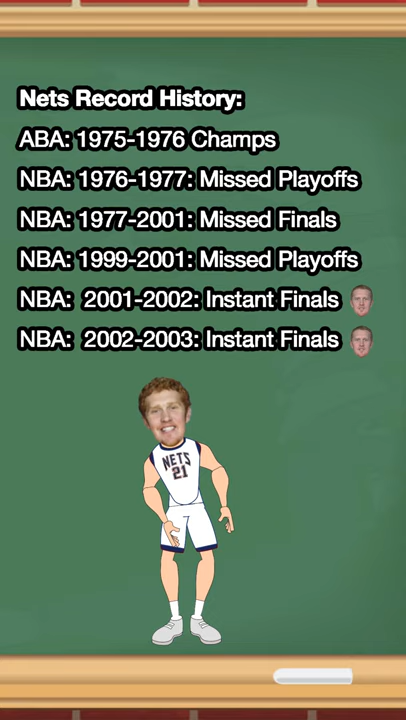 Nets Record History:
ABA: 1975-1976 Champs
NBA: 1976-1977: Missed Playoffs
NBA: 1977-2001: Missed Finals
NBA: 1999-2001: Missed Playoffs
NBA: 2001-2002: Instant Finals
NBA: 2002-2003: Instant Finals
NETS
21